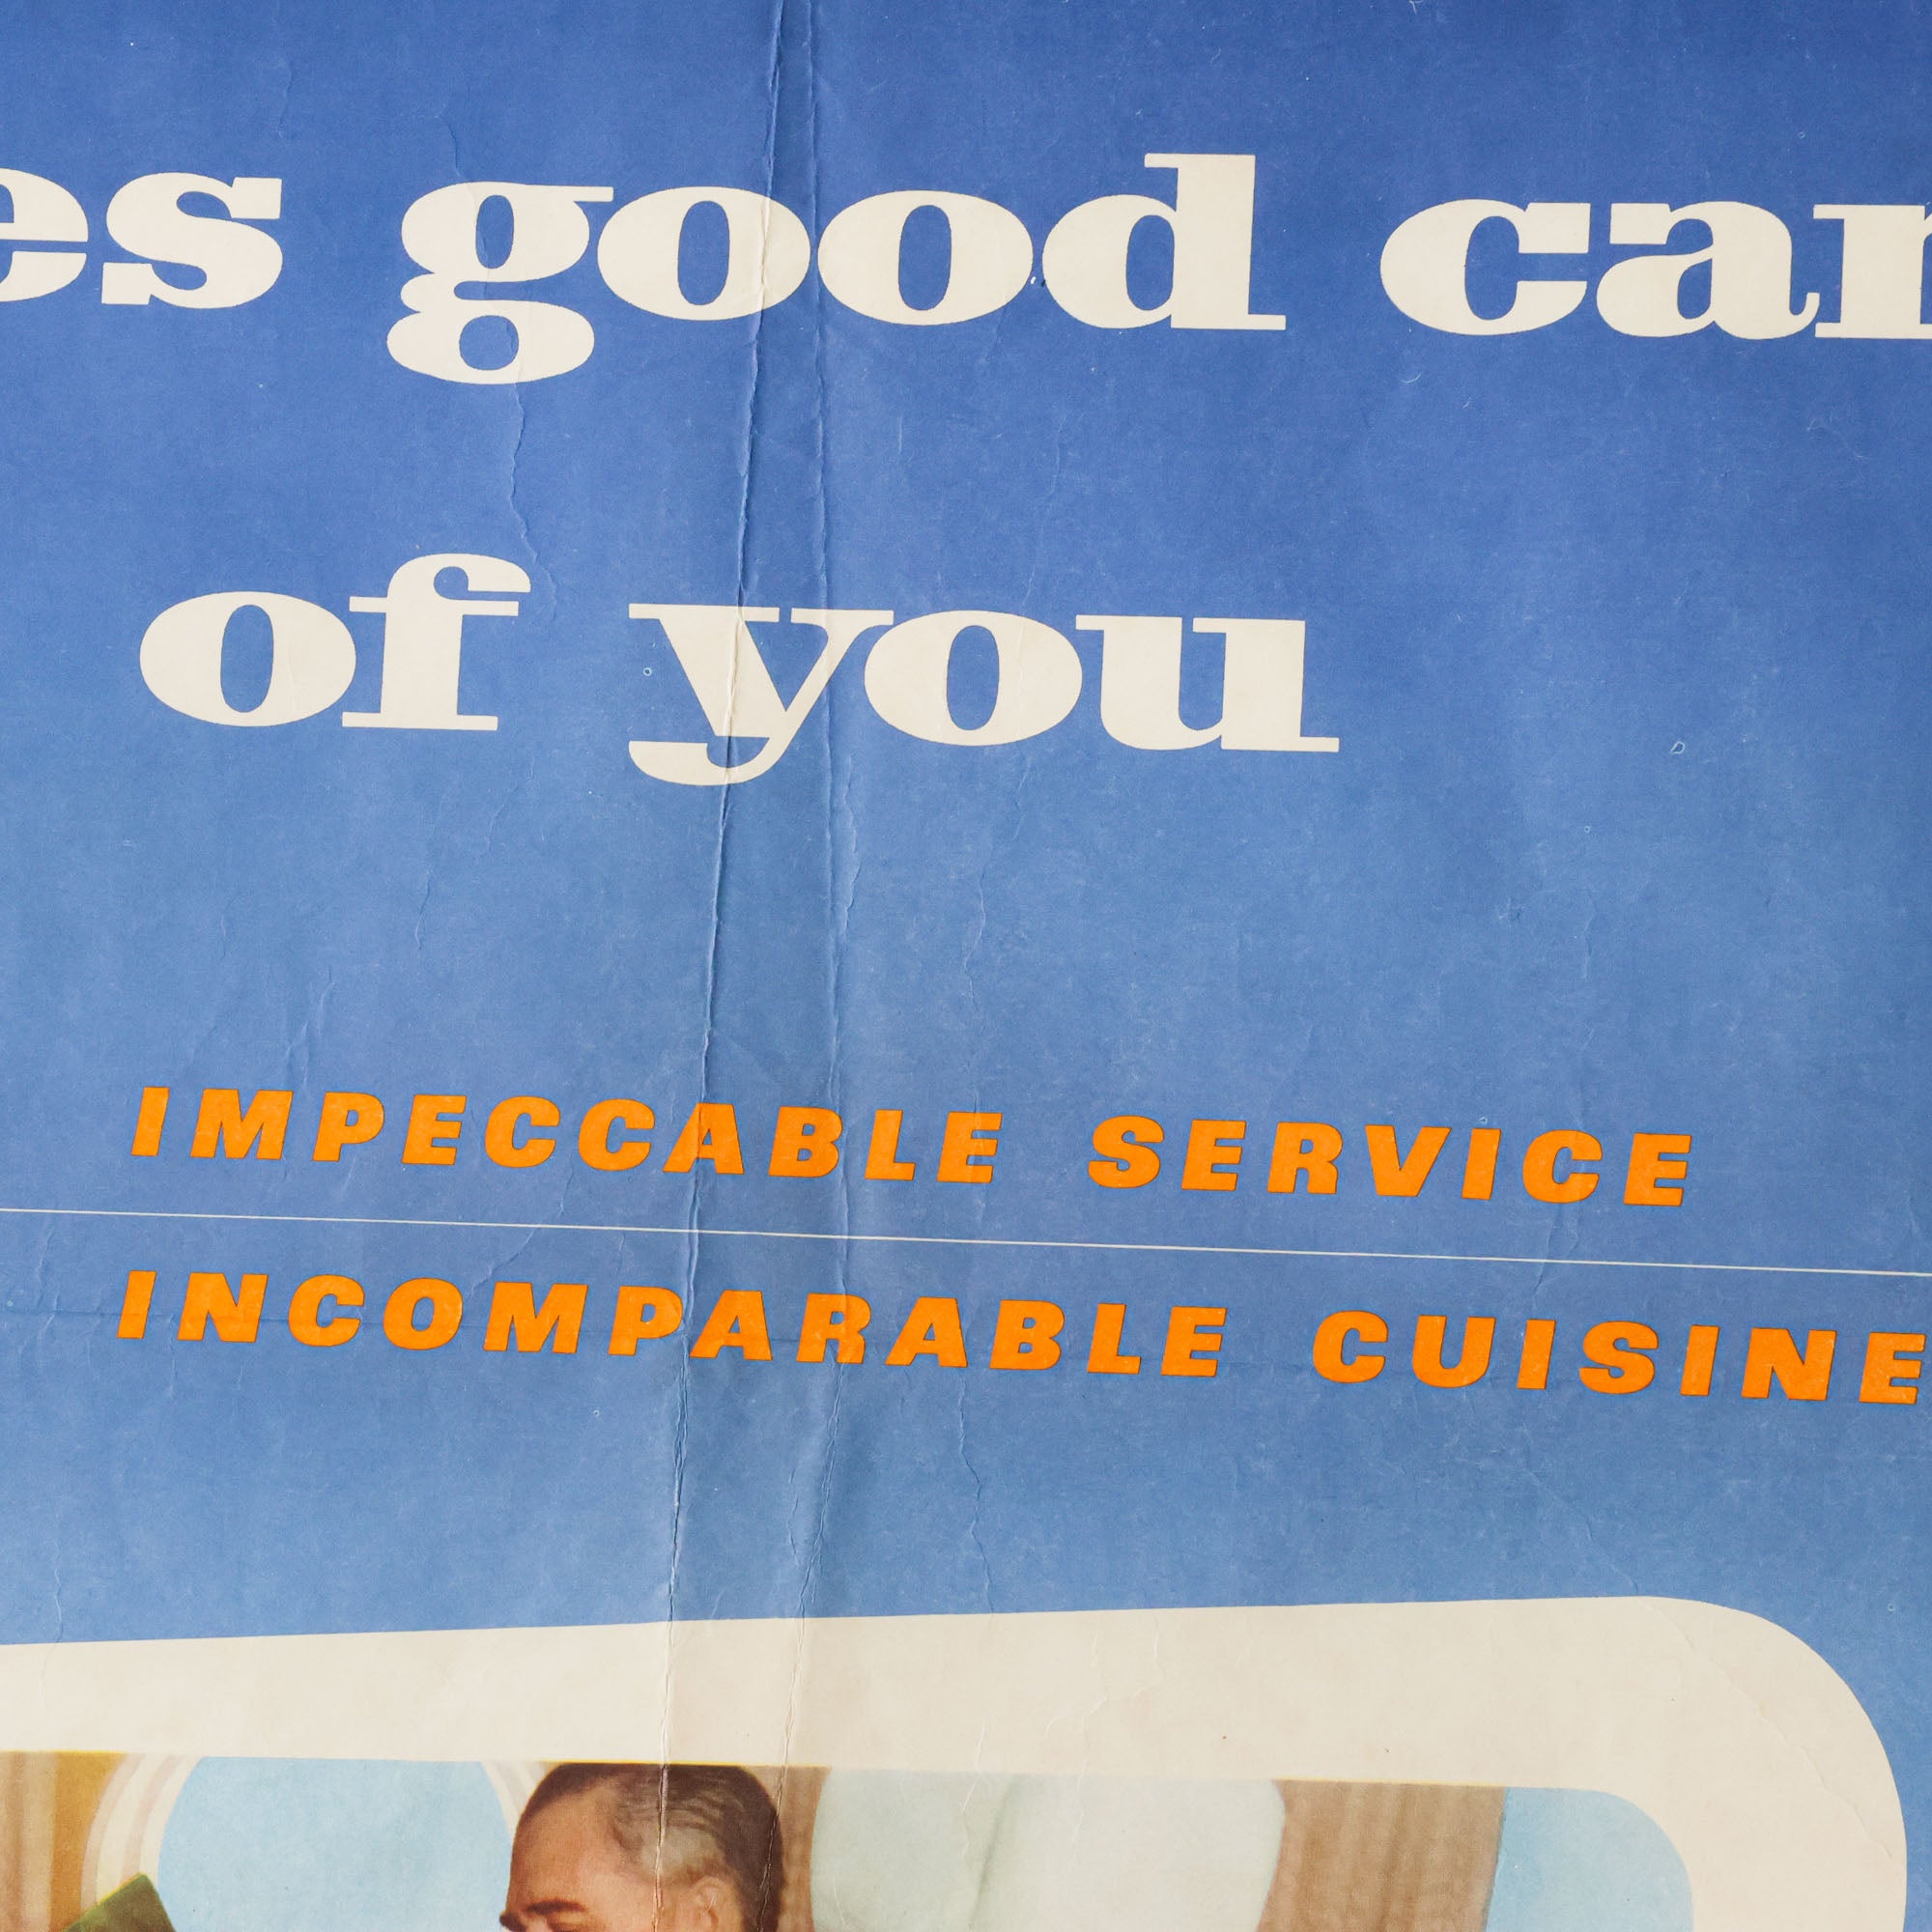 es good car
of you
IMPECCABLE SERVICE
INCOMPARABLE CUISINE